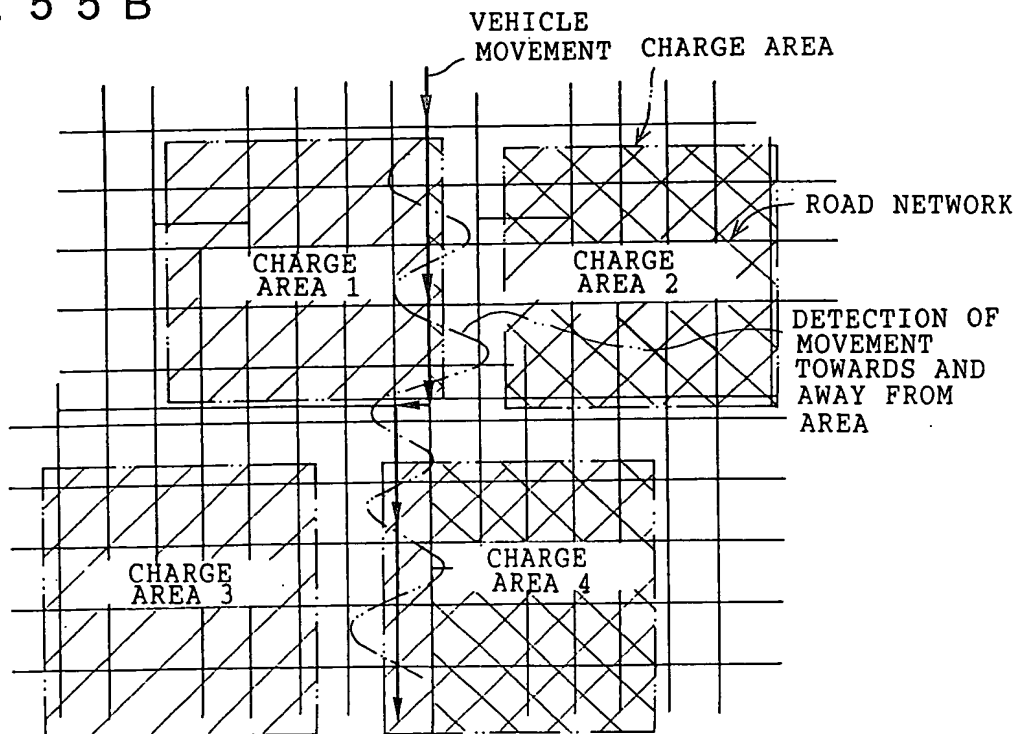 5 5 B
VEHICLE
MOVEMENT
CHARGE AREA
ROAD NETWORK
CHARGE
AREA 1
CHARGE
AREA 2
DETECTION OF
MOVEMENT
TOWARDS AND
AWAY FROM
AREA
CHARGE
AREA 3
CHARGE
AREA 4